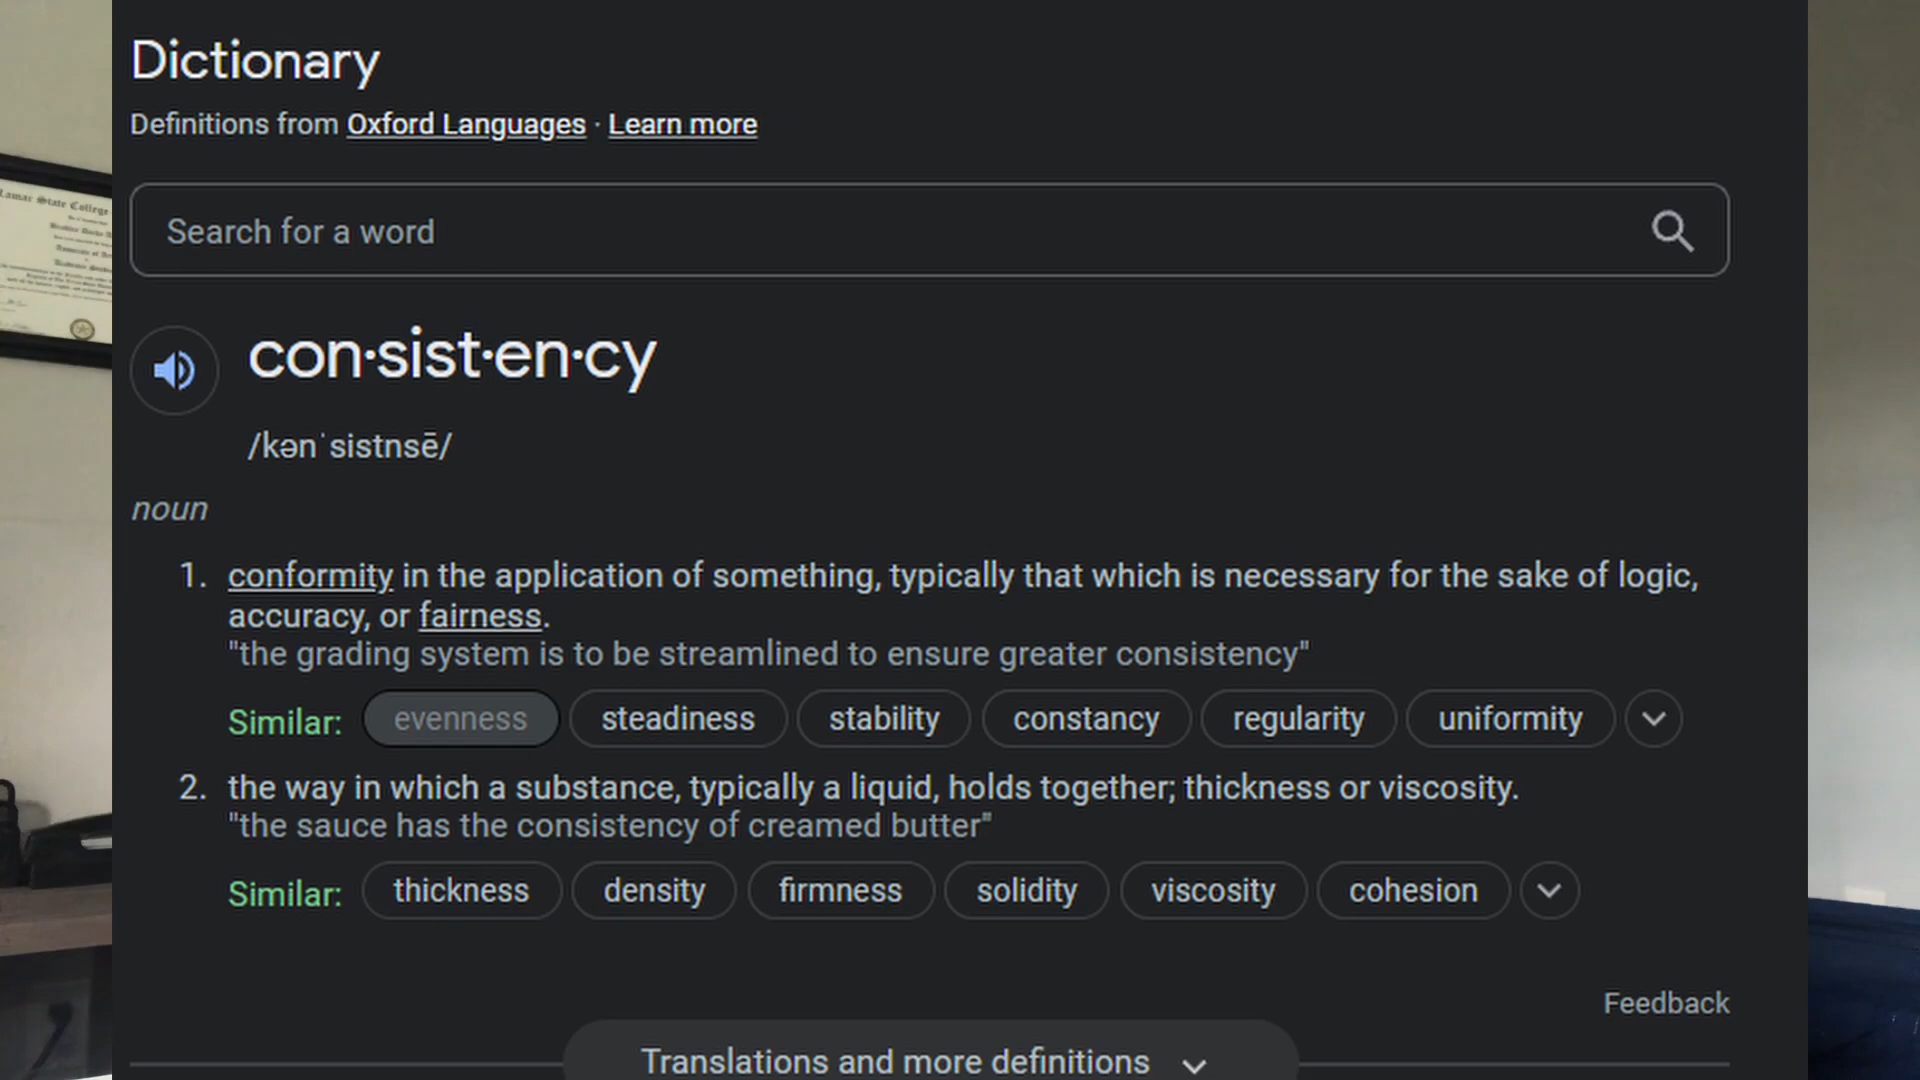 Dictionary
Definitions from Oxford Languages · Learn more
Search for a word
con·sist·en·cy
/kənˈsistnsē/
noun
1. conformity in the application of something, typically that which is necessary for the sake of logic,
accuracy, or fairness.
"the grading system is to be streamlined to ensure greater consistency"
Similar: evenness steadiness stability constancy regularity uniformity
2. the way in which a substance, typically a liquid, holds together; thickness or viscosity.
"the sauce has the consistency of creamed butter"
Similar: thickness density firmness solidity viscosity cohesion
Feedback
Translations and more definitions
Lamar State College